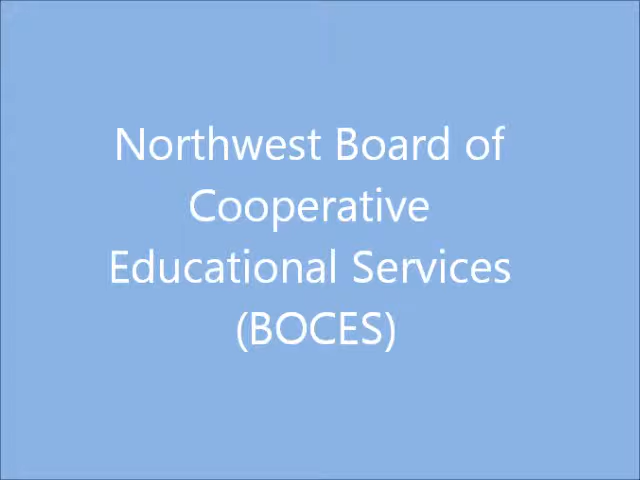 Northwest Board of
Cooperative
Educational Services
(BOCES)